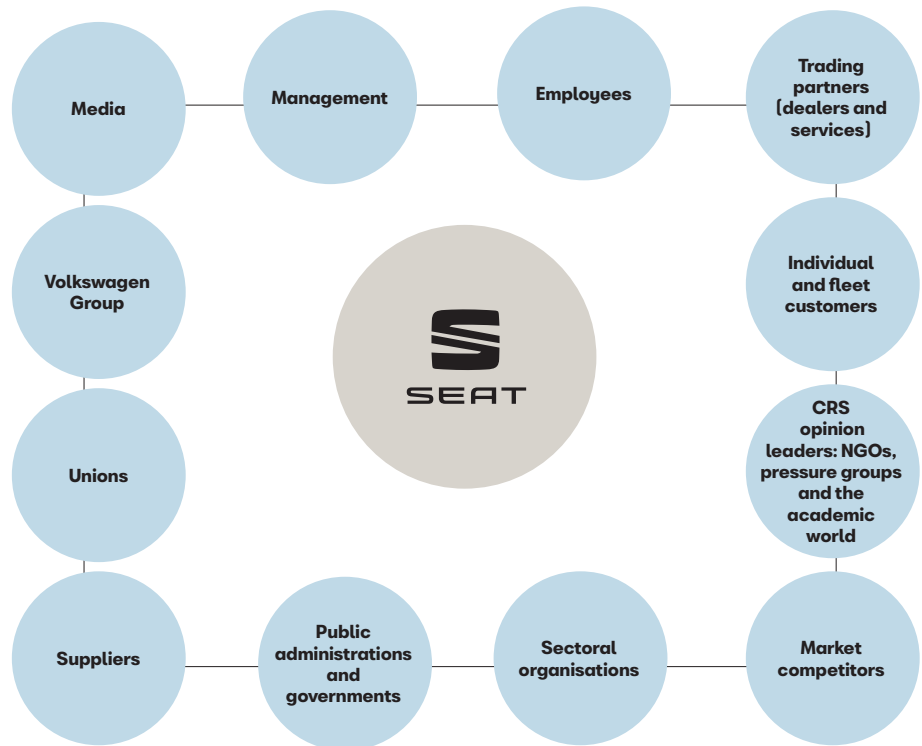 Media
Management
Employees
Trading
partners
(dealers and
services)
Volkswagen
Group
Individual
and fleet
customers
SEAT
Unions
CRS
opinion
leaders: NGOs,
pressure groups
and the
academic
world
Suppliers
Public
administrations
and
governments
Sectoral
organisations
Market
competitors